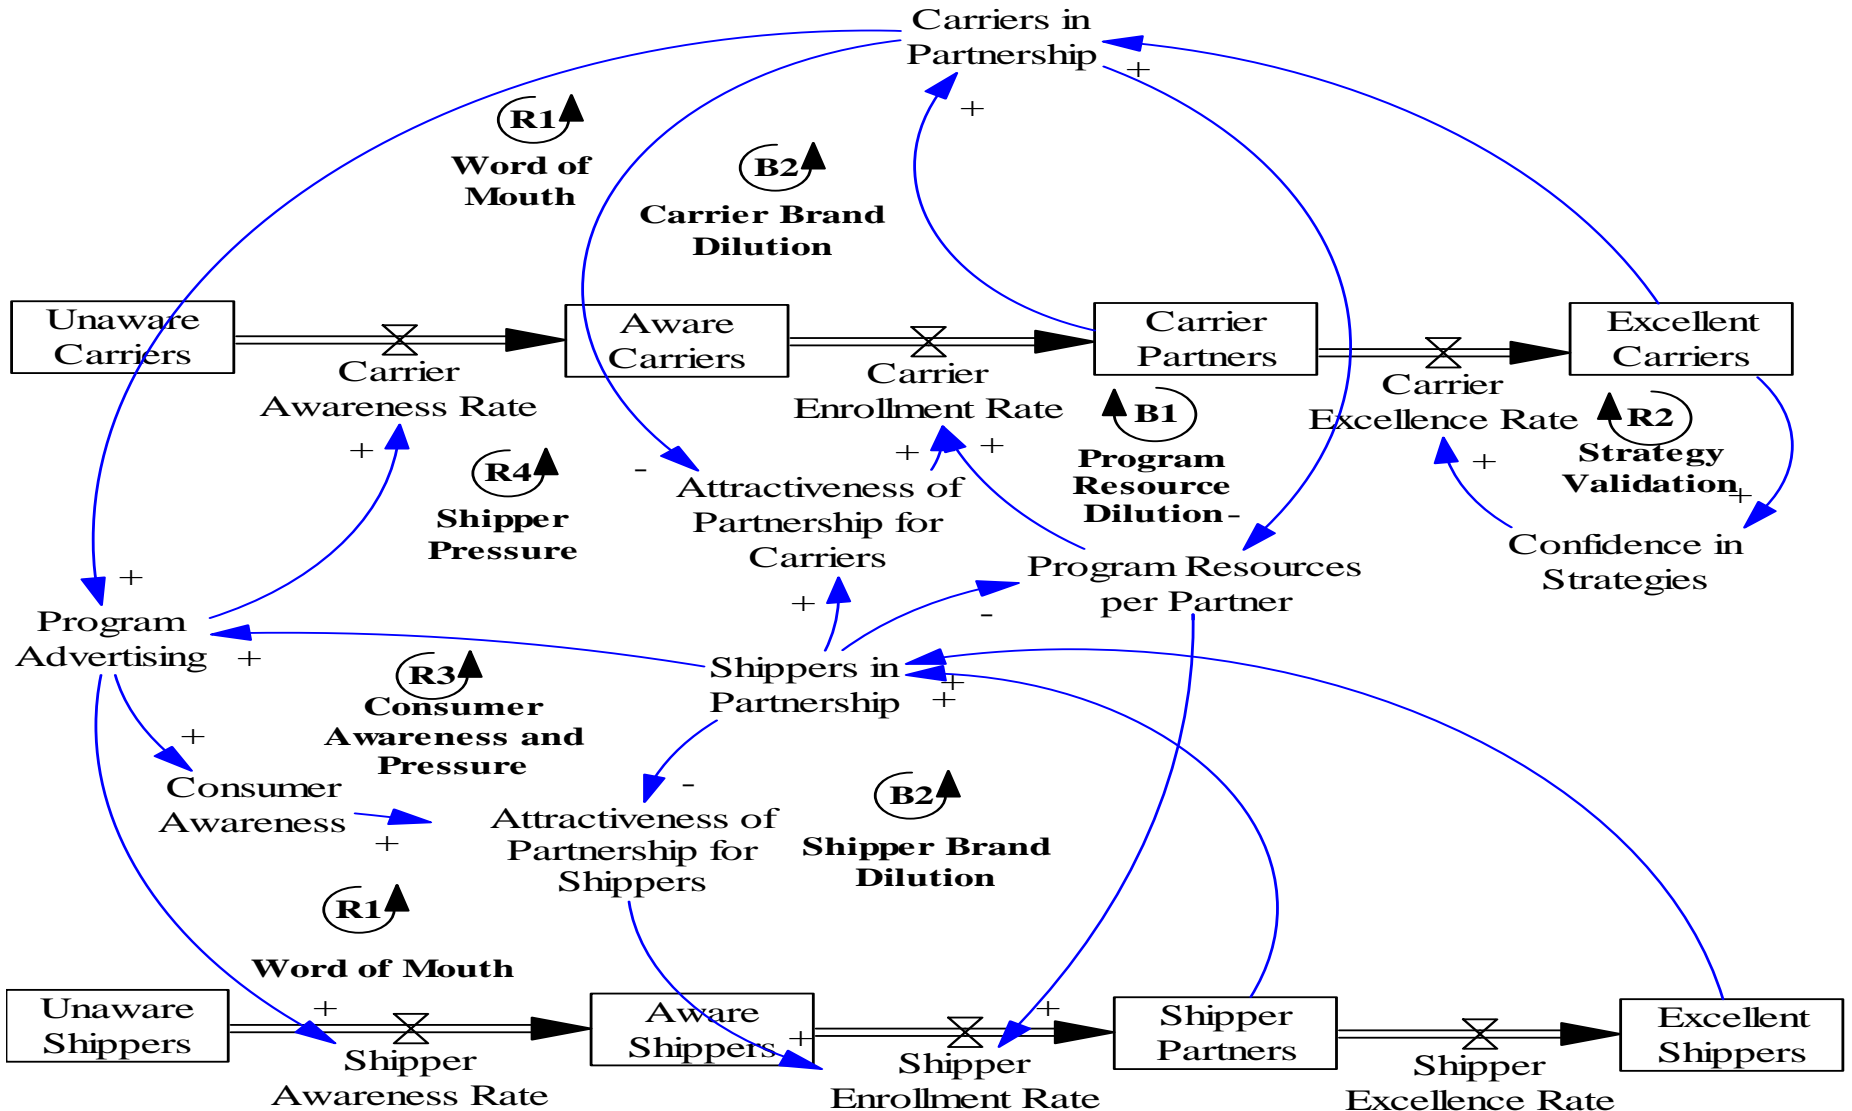 Carriers in
Partnership
+
+
R1
Word of
Mouth
B2
Carrier Brand
Dilution
Unaware
Carriers
Carrier
Awareness Rate
Aware
Carriers
Carrier
Enrollment Rate
Carrier
Partners
Carrier
Excellence Rate
Excellent
Carriers
+
R4
Shipper
Pressure
-
+
+
B1
Program
Resource
Dilution
-
+
R2
Strategy
Validation
+
Attractiveness of
Partnership for
Carriers
Confidence in
Strategies
Program Resources
per Partner
+
+
-
Program
Advertising
+
Shippers in
Partnership
+
+
R3
Consumer
Awareness and
Pressure
+
-
Consumer
Awareness
+
Attractiveness of
Partnership for
Shippers
B2
Shipper Brand
Dilution
R1
Word of Mouth
Unaware
Shippers
+
Shipper
Awareness Rate
Aware
Shippers
+
+
Shipper
Enrollment Rate
Shipper
Partners
Shipper
Excellence Rate
Excellent
Shippers